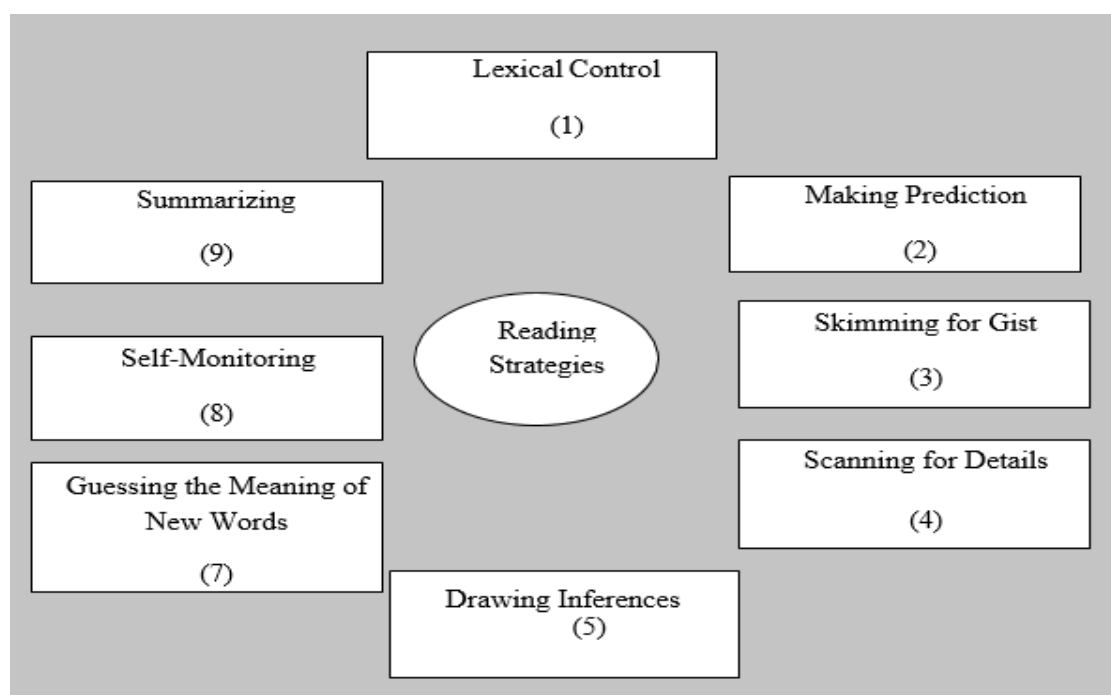 Lexical Control
(1)
Making Prediction
(2)
Skimming for Gist
(3)
Scanning for Details
(4)
Drawing Inferences
(5)
Guessing the Meaning of
New Words
(7)
Self-Monitoring
(8)
Summarizing
(9)
Reading
Strategies